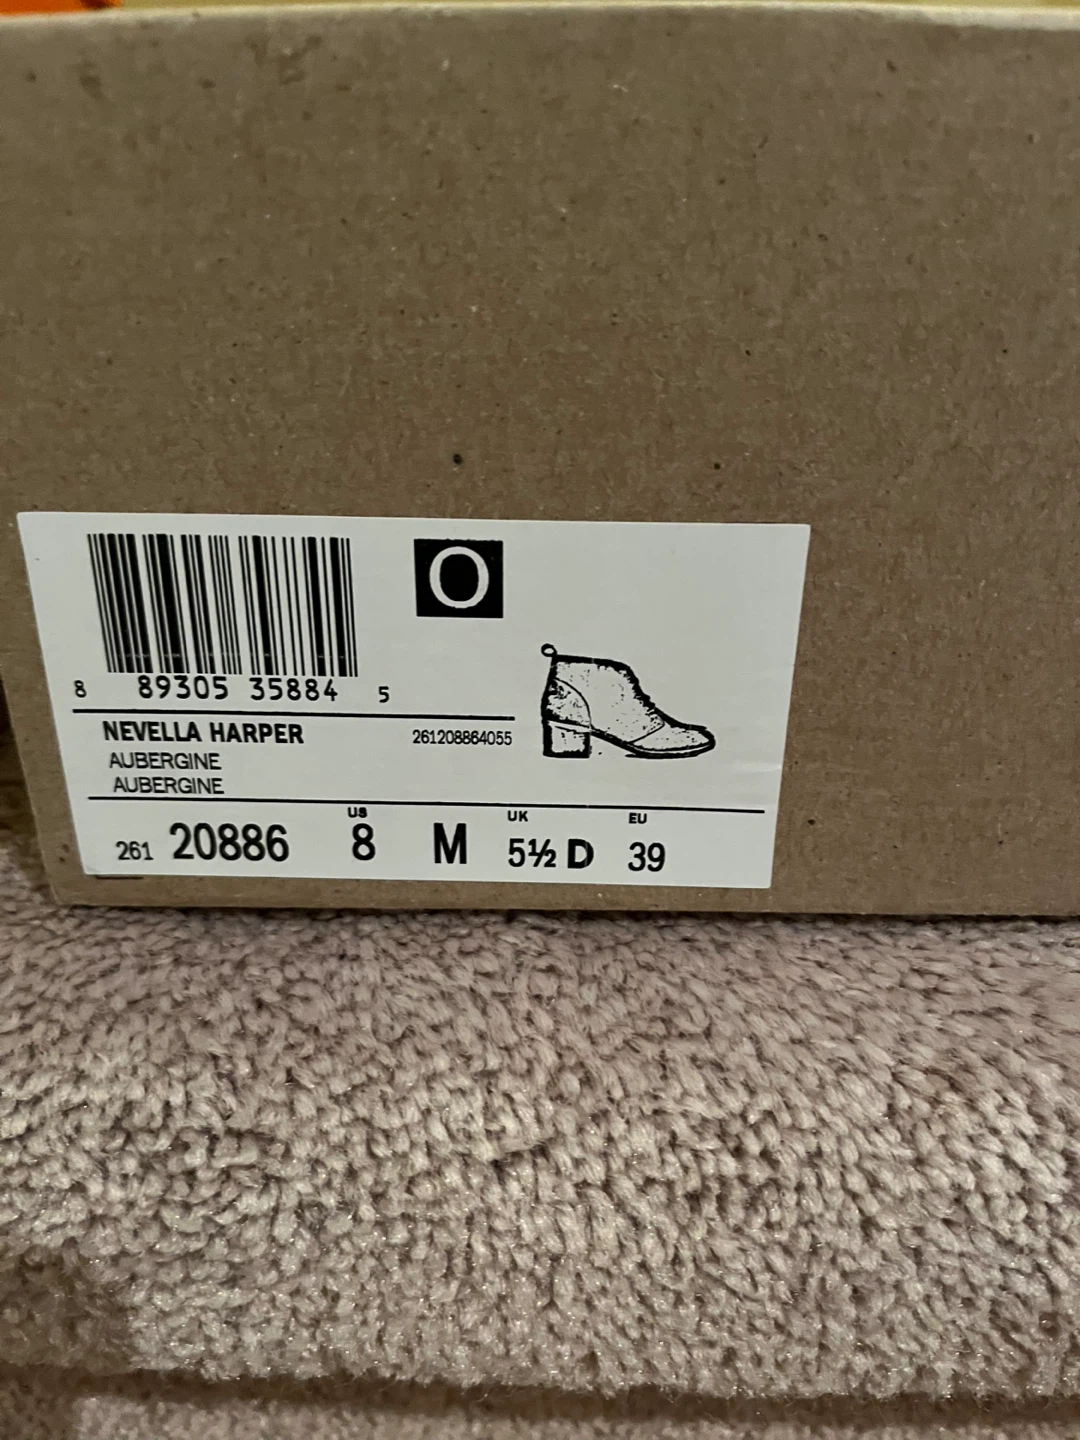 O
8 89305 35884 5
NEVELLA HARPER 261208864055
AUBERGINE
AUBERGINE
US UK EU
261 20886 8 M 5½ D 39